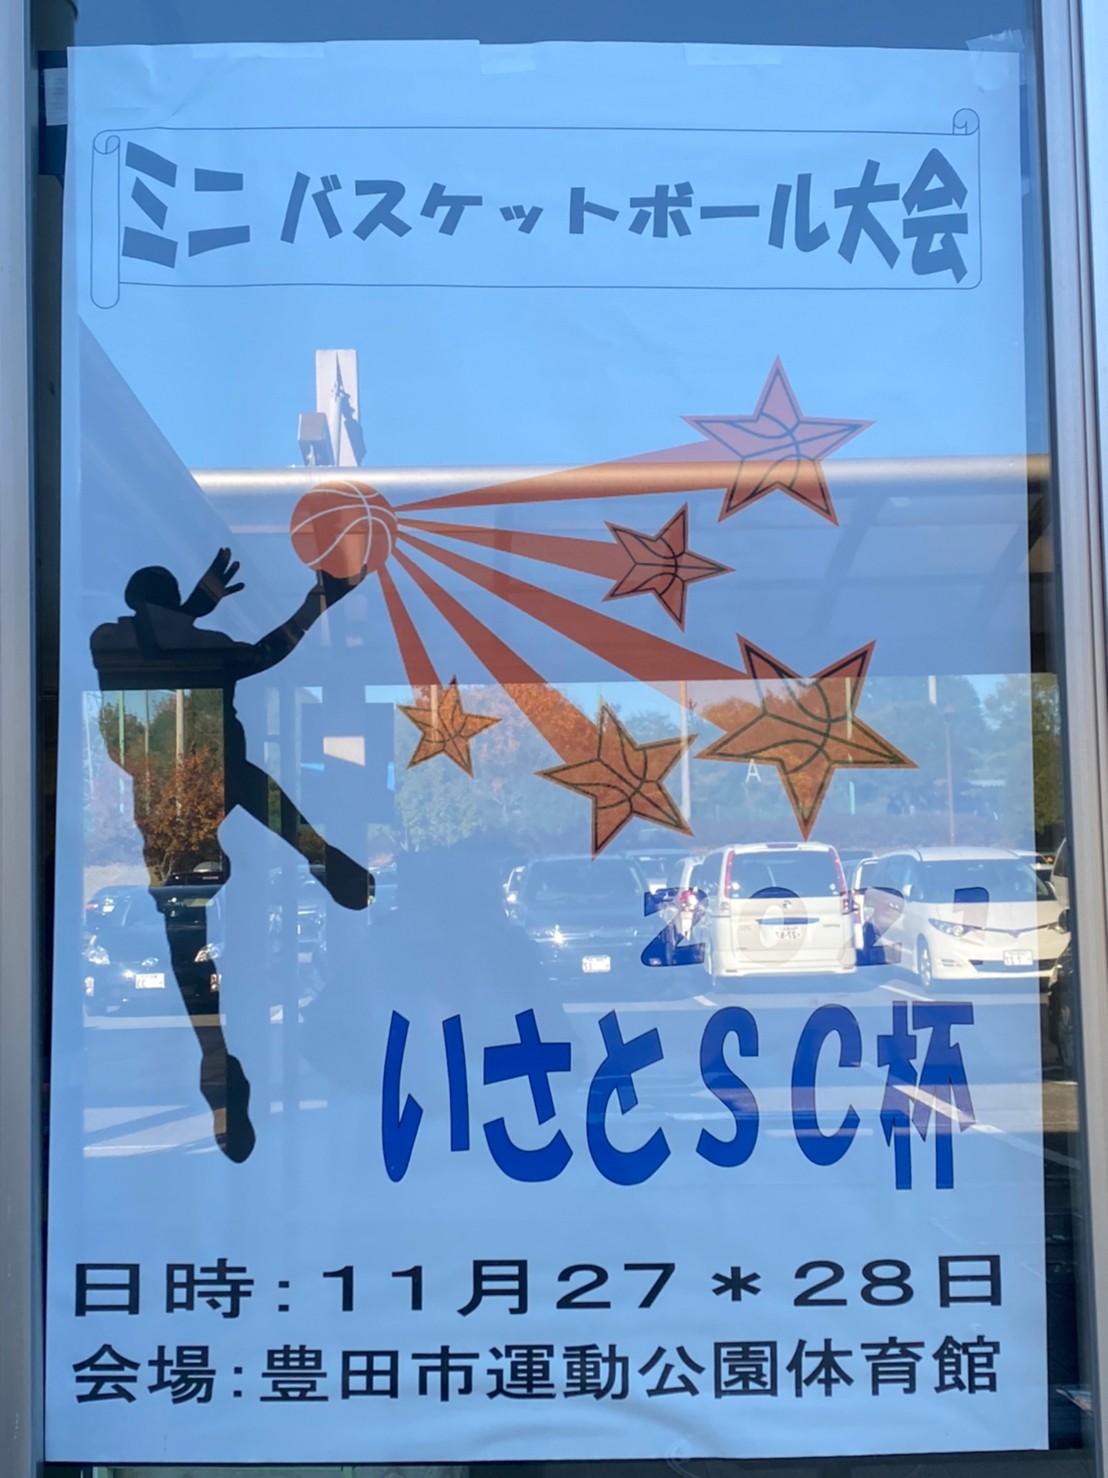 ミニバスケットボール大会
2021
いさとSC杯
日時:11月27*28日
会場:豊田市運動公園体育館